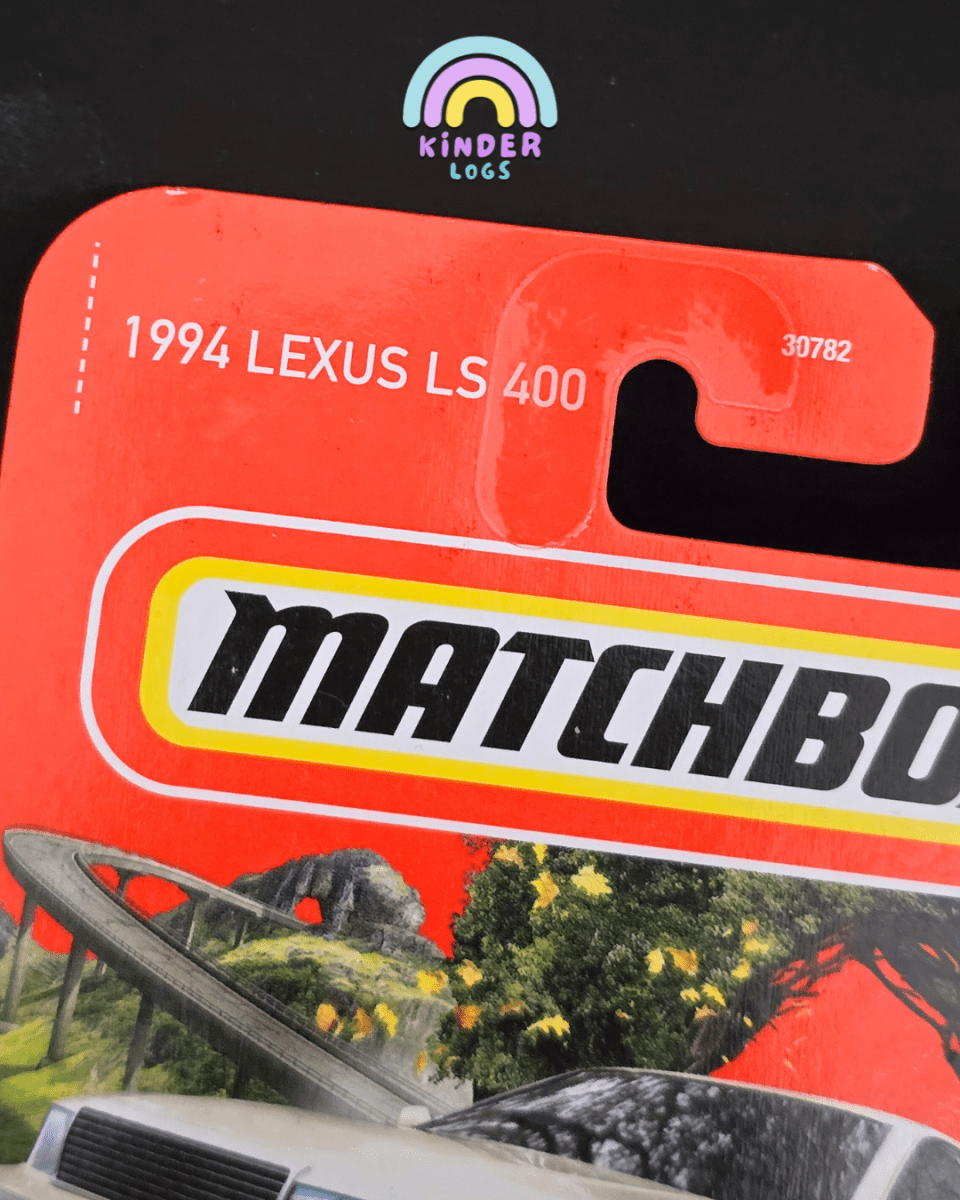 KiNDER
LOGS
1994 LEXUS LS 400
30782
MATCHBO